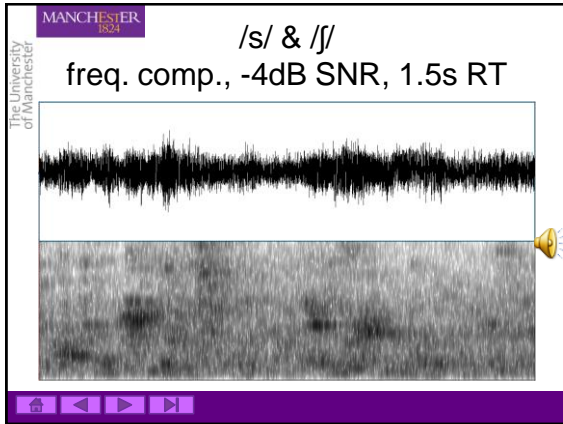 MANCHESTER
1824
The University
of Manchester
/s/ & /ʃ/
freq. comp., -4dB SNR, 1.5s RT